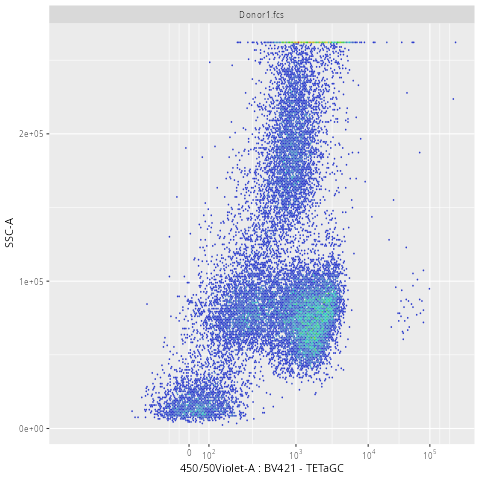 Donor1.fcs
2e+05
1e+05
0e+00
SSC-A
0 10² 10³ 10⁴ 10⁵
450/50Violet-A : BV421 - TETaGC